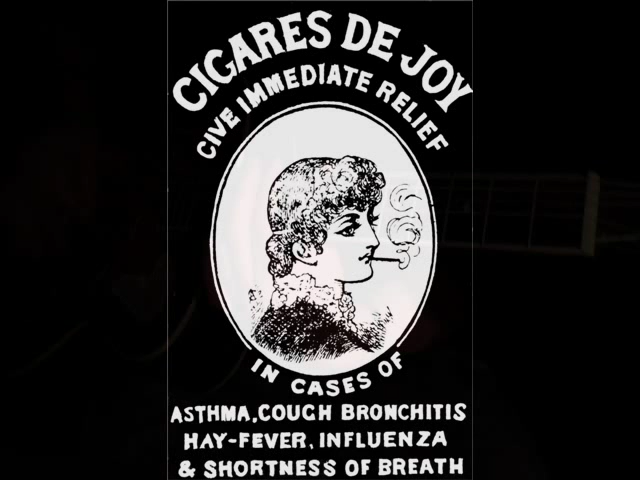 CIGARES DE JOY
GIVE IMMEDIATE RELIEF
IN CASES OF
ASTHMA, COUGH BRONCHITIS
HAY-FEVER, INFLUENZA
& SHORTNESS OF BREATH